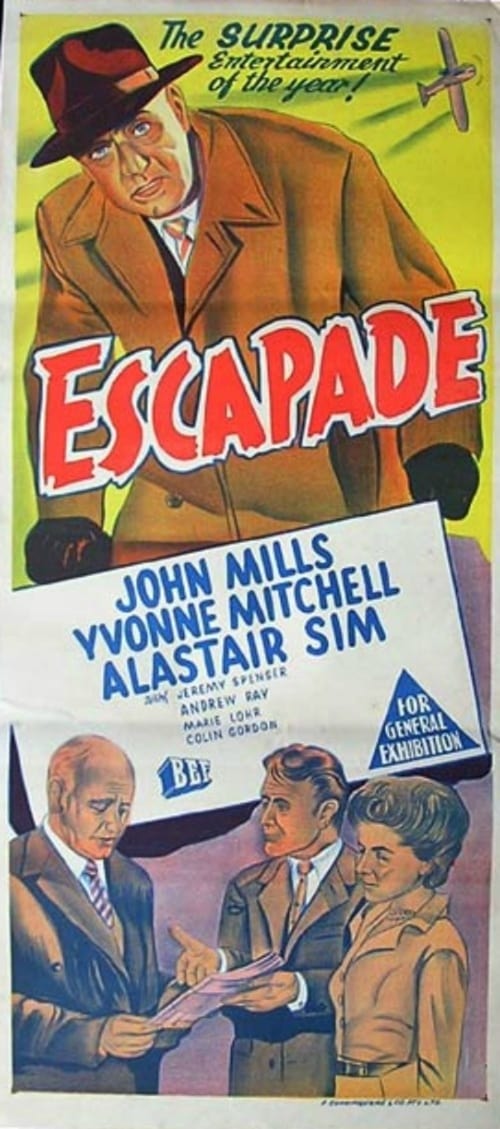 The SURPRISE
Entertainment
of the year!
ESCAPADE
JOHN MILLS
YVONNE MITCHELL
ALASTAIR SIM
with JEREMY SPENSER
ANDREW RAY
MARIE LOHR
COLIN GORDON
BEF
FOR
GENERAL
EXHIBITION